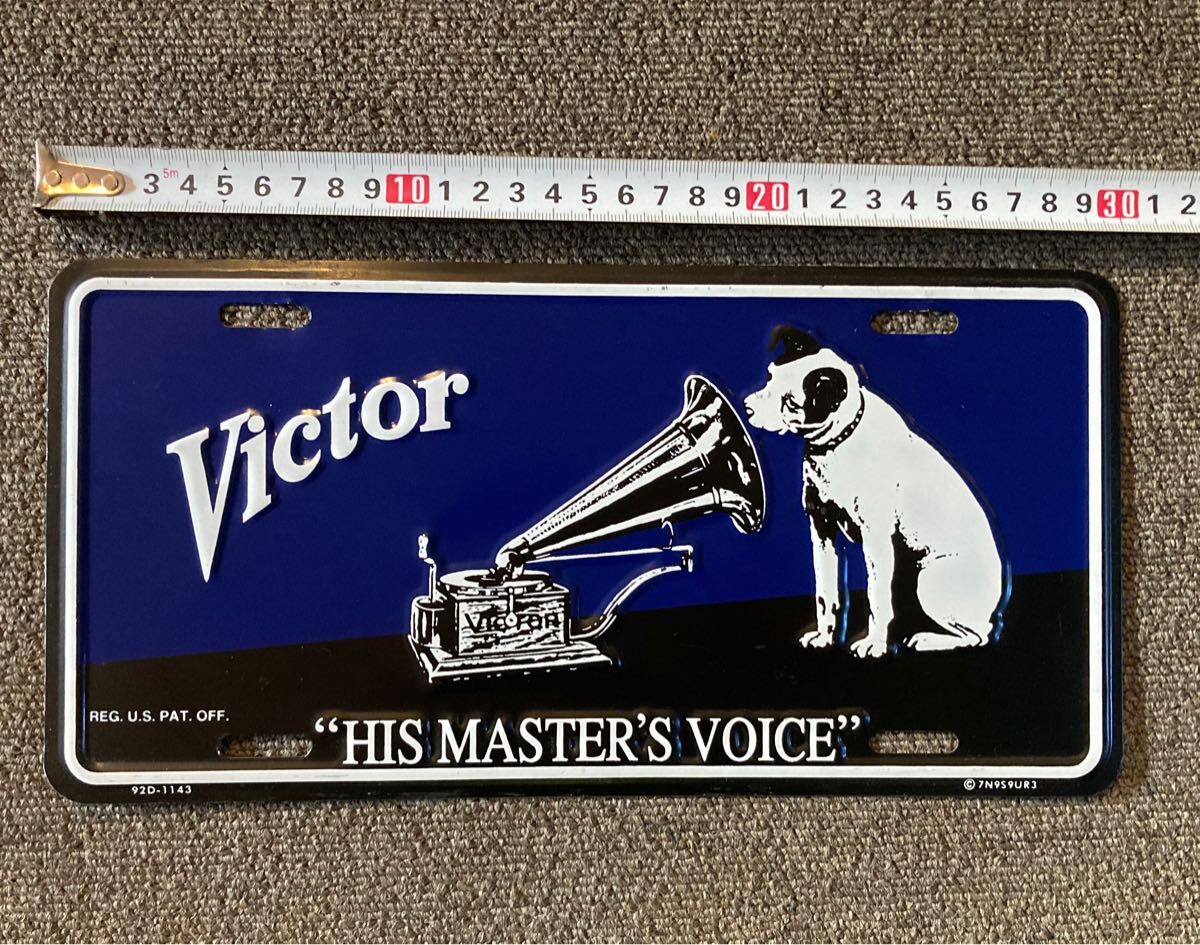 5m
3 4 5 6 7 8 9 10 1 2 3 4 5 6 7 8 9 20 1 2 3 4 5 6 7 8 9 30 1 2
Victor
VICTOR
REG. U.S. PAT. OFF.
“HIS MASTER’S VOICE”
92D-1143
©7N9S9UR3